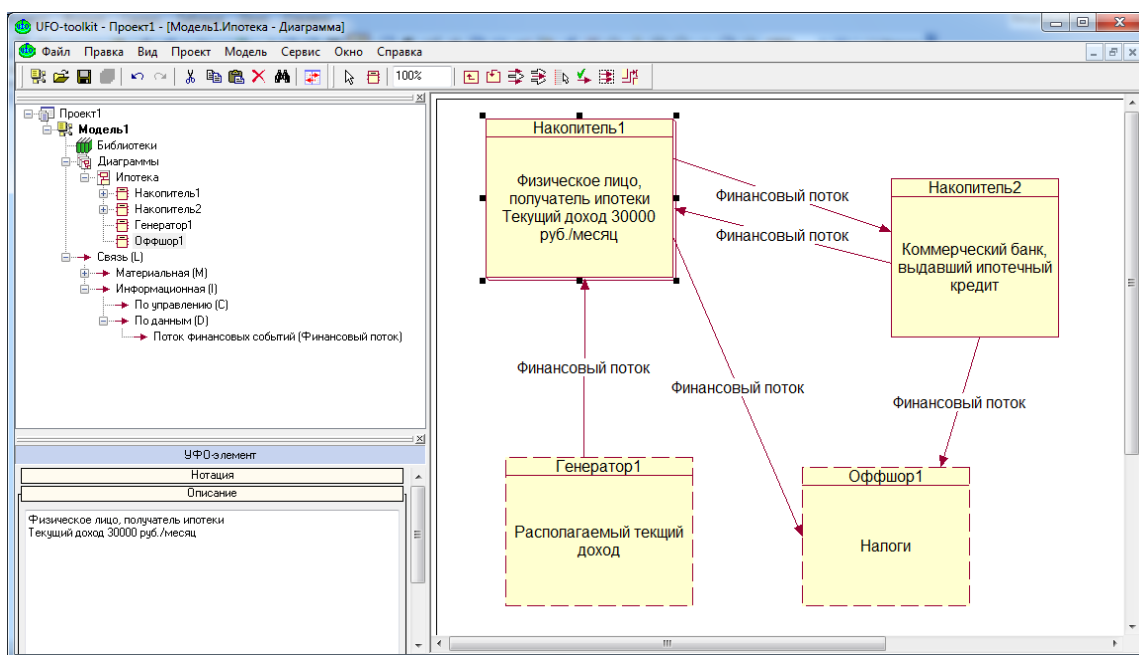 UFO-toolkit - Проект1 - [Модель1.Ипотека - Диаграмма]
Файл Правка Вид Проект Модель Сервис Окно Справка
100%
Проект1
Модель1
Библиотеки
Диаграммы
Ипотека
Накопитель1
Накопитель2
Генератор1
Оффшор1
Связь (L)
Материальная (M)
Информационная (I)
По управлению (C)
По данным (D)
Поток финансовых событий (Финансовый поток)
УФО-элемент
Нотация
Описание
Физическое лицо, получатель ипотеки
Текущий доход 30000 руб./месяц
Накопитель1
Физическое лицо,
получатель ипотеки
Текущий доход 30000
руб./месяц
Финансовый поток
Финансовый поток
Накопитель2
Коммерческий банк,
выдавший ипотечный
кредит
Финансовый поток
Финансовый поток
Финансовый поток
Генератор1
Располагаемый текщий
доход
Оффшор1
Налоги